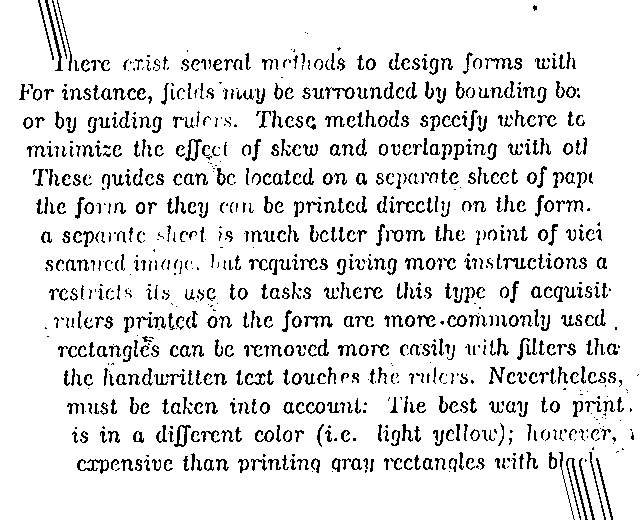 There exist several methods to design forms with
For instance, fields may be surrounded by bounding bo
or by guiding rulers. These methods specify where to
minimize the effect of skew and overlapping with ot
These guides can be located on a separate sheet of pap
the form or they can be printed directly on the form.
a separate sheet is much better from the point of vie
scanned image, but requires giving more instructions a
restricts its use to tasks where this type of acquisit
rulers printed on the form are more commonly used
rectangles can be removed more easily with filters tha
the handwritten text touches the rulers. Nevertheless,
must be taken into account: The best way to print
is in a different color (i.e. light yellow); however,
expensive than printing gray rectangles with black